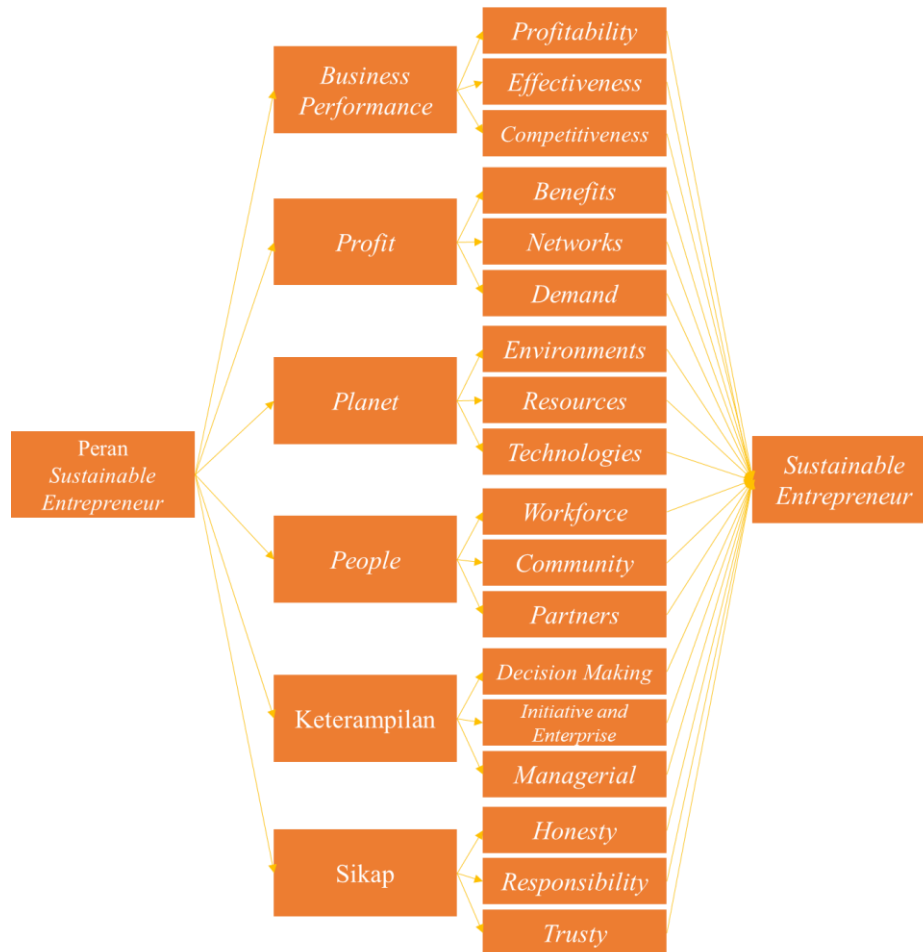 Peran
Sustainable
Entrepreneur
Business
Performance
Profitability
Effectiveness
Competitiveness
Profit
Benefits
Networks
Demand
Planet
Environments
Resources
Technologies
People
Workforce
Community
Partners
Keterampilan
Decision Making
Initiative and
Enterprise
Managerial
Sikap
Honesty
Responsibility
Trusty
Sustainable
Entrepreneur